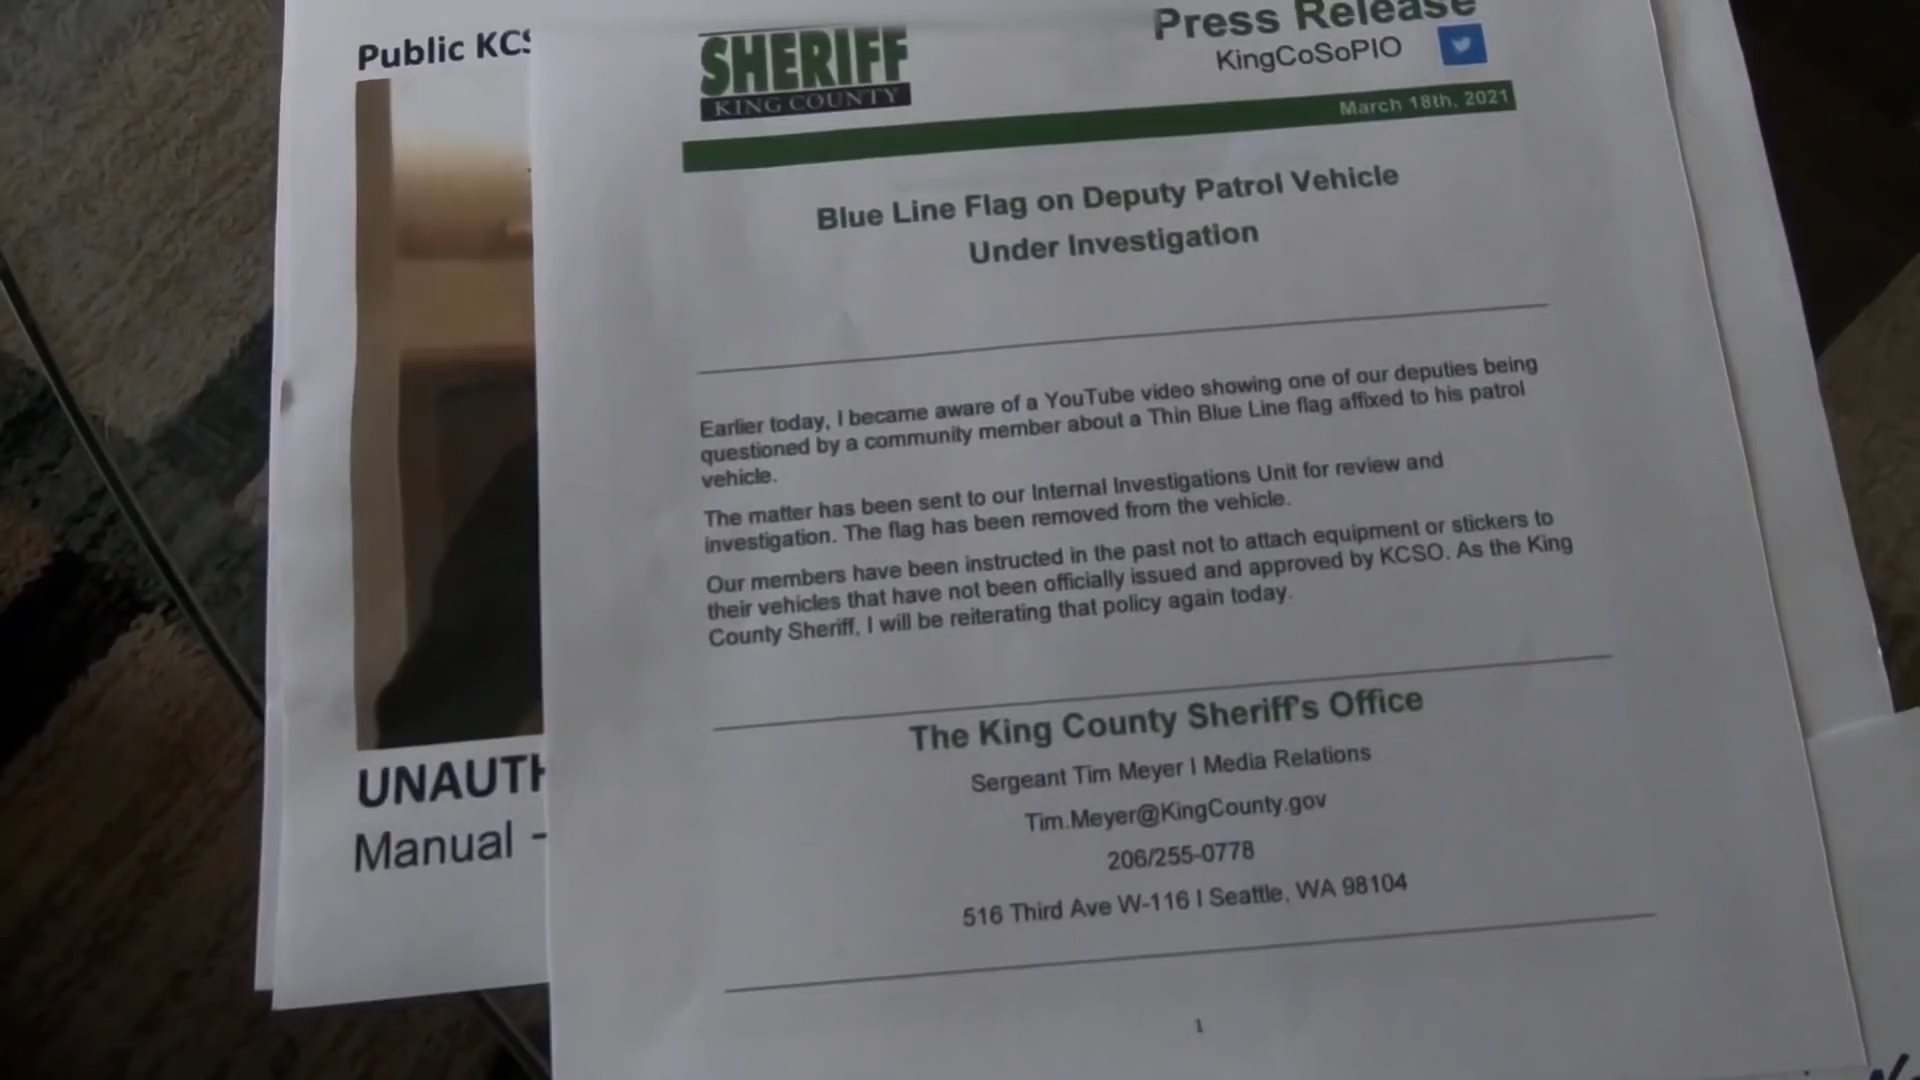 Public KCS
UNAUTH
Manual -
SHERIFF
KING COUNTY
Press Release
KingCoSoPIO
March 18th, 2021
Blue Line Flag on Deputy Patrol Vehicle
Under Investigation
Earlier today, I became aware of a YouTube video showing one of our deputies being
questioned by a community member about a Thin Blue Line flag affixed to his patrol
vehicle.
The matter has been sent to our Internal Investigations Unit for review and
investigation. The flag has been removed from the vehicle.
Our members have been instructed in the past not to attach equipment or stickers to
their vehicles that have not been officially issued and approved by KCSO. As the King
County Sheriff, I will be reiterating that policy again today.
The King County Sheriff's Office
Sergeant Tim Meyer I Media Relations
Tim.Meyer@KingCounty.gov
206/255-0778
516 Third Ave W-116 I Seattle, WA 98104
1